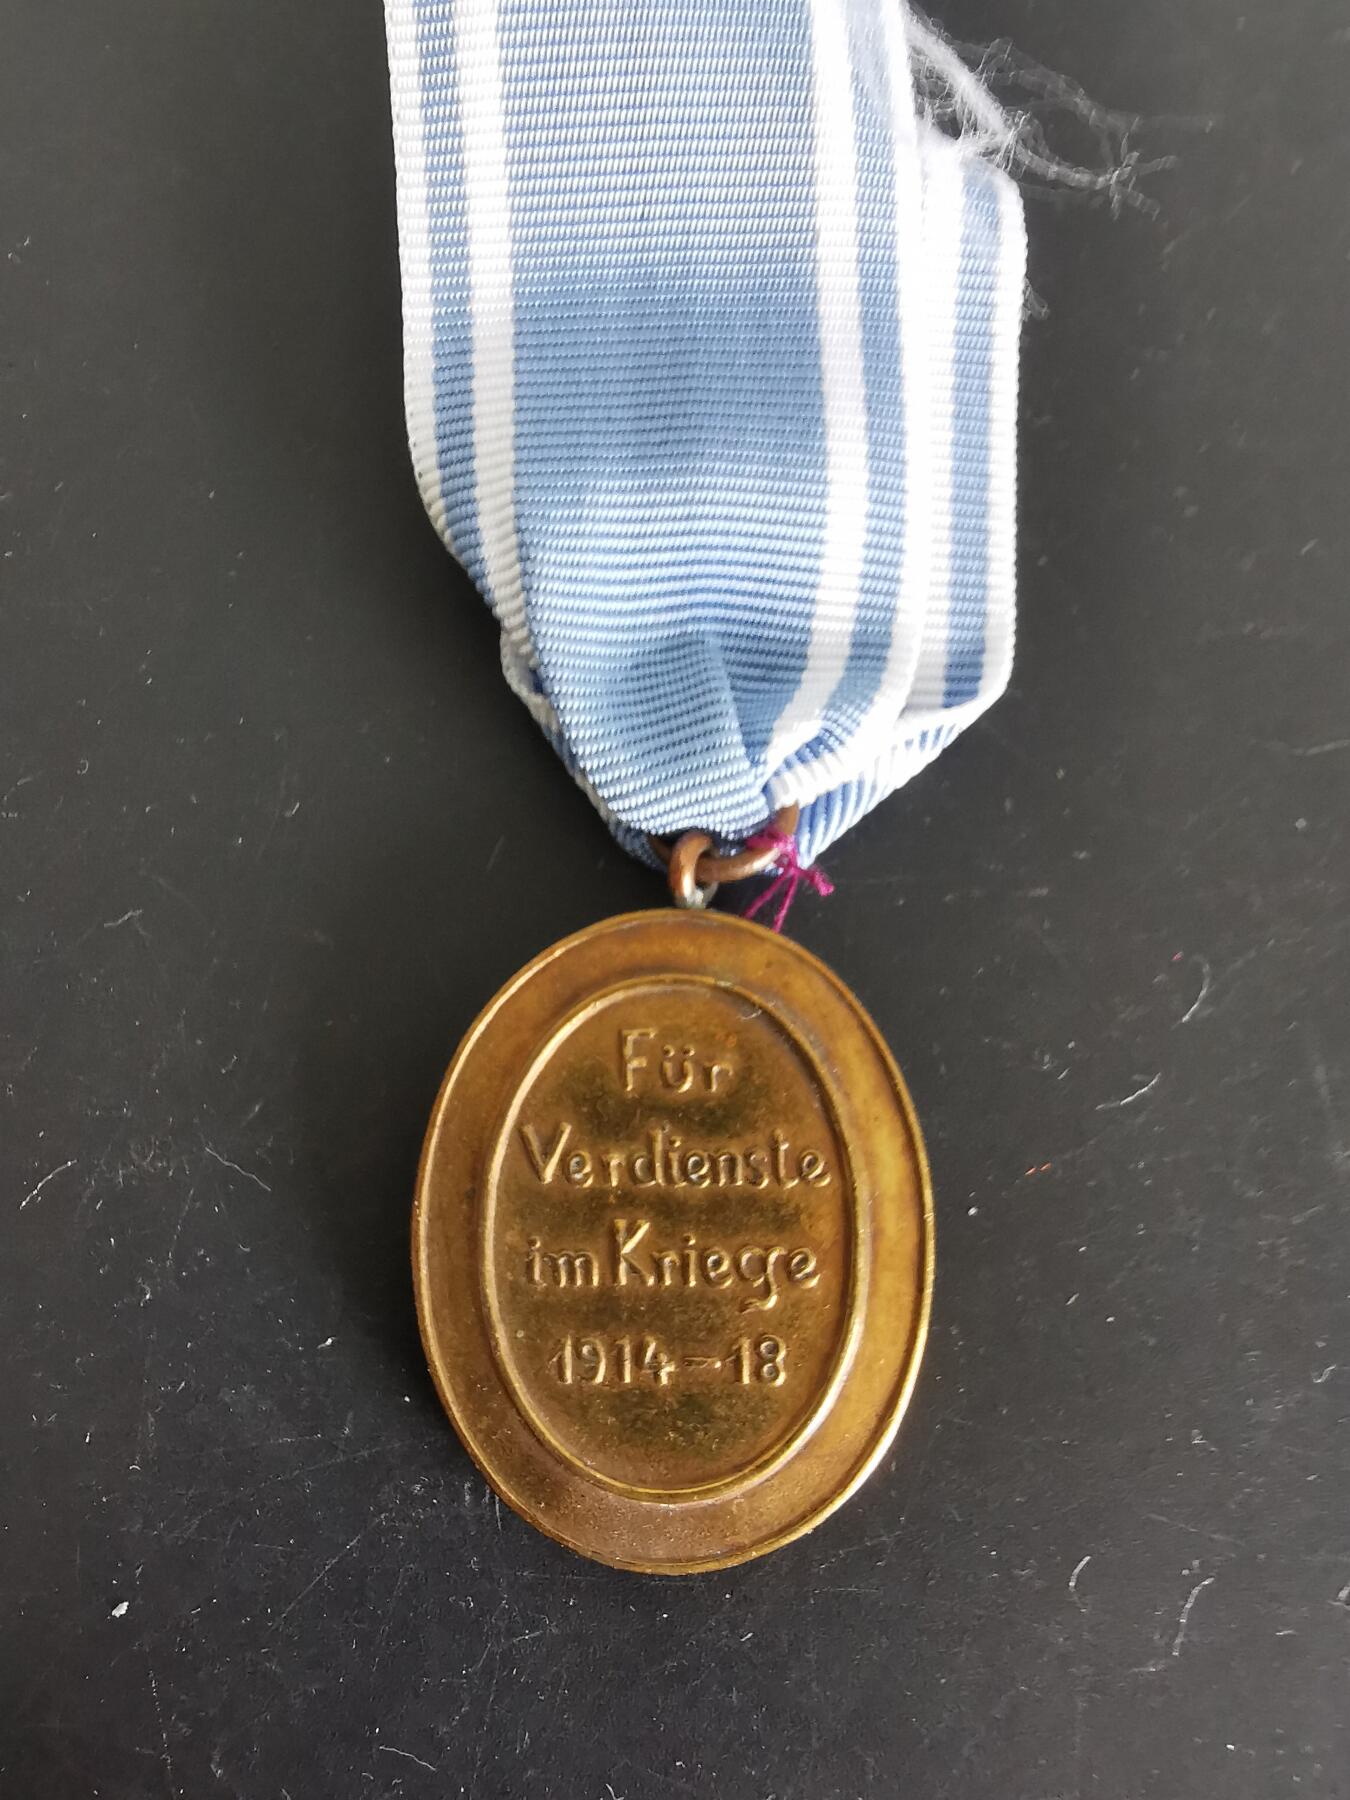 Für
Verdienste
im Kriege
1914-18